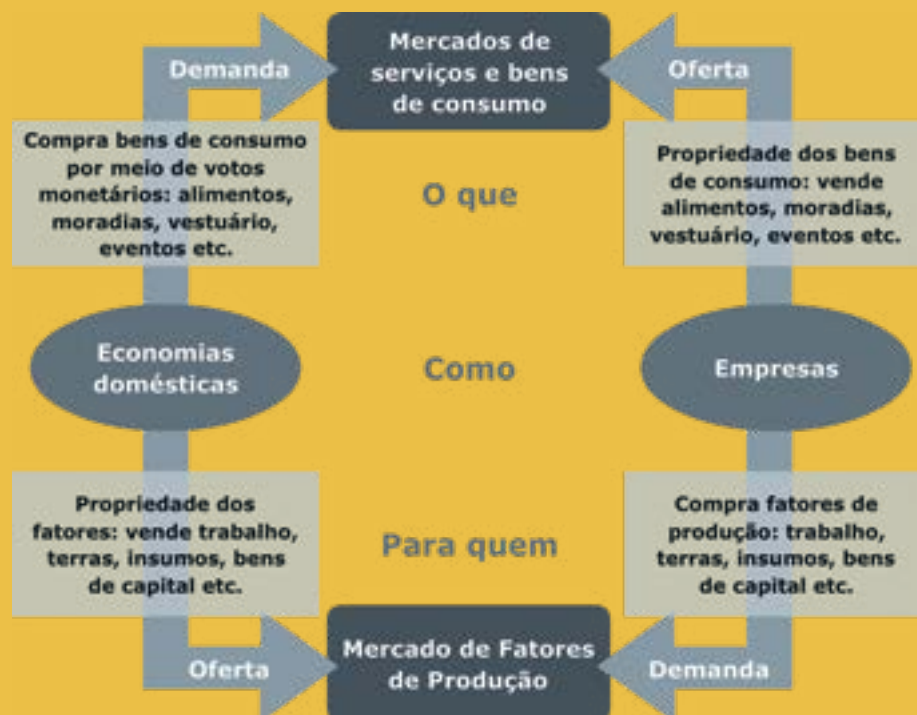 Demanda
Mercados de
serviços e bens
de consumo
Oferta
Compra bens de consumo
por meio de votos
monetários: alimentos,
moradias, vestuário,
eventos etc.
O que
Propriedade dos bens
de consumo: vende
alimentos, moradias,
vestuário, eventos etc.
Economias
domésticas
Como
Empresas
Propriedade dos
fatores: vende trabalho,
terras, insumos, bens
de capital etc.
Para quem
Compra fatores de
produção: trabalho,
terras, insumos, bens
de capital etc.
Oferta
Mercado de Fatores
de Produção
Demanda